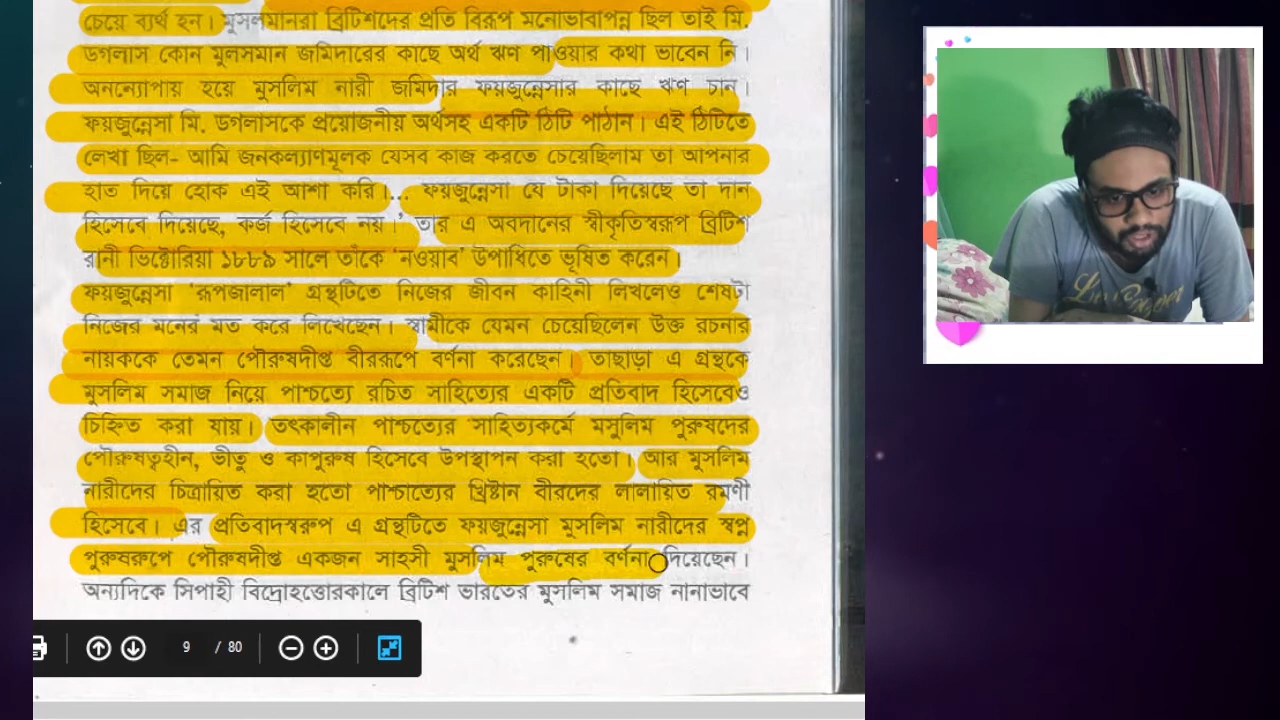 চেয়ে ব্যর্থ হন। মুসলমানরা ব্রিটিশদের প্রতি বিরূপ মনোভাবাপন্ন ছিল তাই মি.
ডগলাস কোন মুলসমান জমিদারের কাছে অর্থ ঋণ পাওয়ার কথা ভাবেন নি।
অনন্যোপায় হয়ে মুসলিম নারী জমিদার ফয়জুন্নেসার কাছে ঋণ চান।
ফয়জুন্নেসা মি. ডগলাসকে প্রয়োজনীয় অর্থসহ একটি চিঠি পাঠান। এই চিঠিতে
লেখা ছিল- আমি জনকল্যাণমূলক যেসব কাজ করতে চেয়েছিলাম তা আপনার
হাত দিয়ে হোক এই আশা করি।... ফয়জুন্নেসা যে টাকা দিয়েছে তা দান
হিসেবে দিয়েছে, কর্জ হিসেবে নয়।' তার এ অবদানের স্বীকৃতিস্বরূপ ব্রিটিশ
রানী ভিক্টোরিয়া ১৮৮৯ সালে তাঁকে 'নওয়াব' উপাধিতে ভূষিত করেন।
ফয়জুন্নেসা 'রূপজালাল' গ্রন্থটিতে নিজের জীবন কাহিনী লিখলেও শেষটা
নিজের মনের মত করে লিখেছেন। স্বামীকে যেমন চেয়েছিলেন উক্ত রচনার
নায়ককে তেমন পৌরুষদীপ্ত বীররূপে বর্ণনা করেছেন। তাছাড়া এ গ্রন্থকে
মুসলিম সমাজ নিয়ে পাশ্চত্যে রচিত সাহিত্যের একটি প্রতিবাদ হিসেবেও
চিহ্নিত করা যায়। তৎকালীন পাশ্চত্যের সাহিত্যকর্মে মসুলিম পুরুষদের
পৌরুষত্বহীন, ভীতু ও কাপুরুষ হিসেবে উপস্থাপন করা হতো। আর মুসলিম
নারীদের চিত্রায়িত করা হতো পাশ্চাত্যের খ্রিষ্টান বীরদের লালায়িত রমণী
হিসেবে। এর প্রতিবাদস্বরুপ এ গ্রন্থটিতে ফয়জুন্নেসা মুসলিম নারীদের স্বপ্ন
পুরুষরুপে পৌরুষদীপ্ত একজন সাহসী মুসলিম পুরুষের বর্ণনা দিয়েছেন।
অন্যদিকে সিপাহী বিদ্রোহত্তোরকালে ব্রিটিশ ভারতের মুসলিম সমাজ নানাভাবে
9 / 80